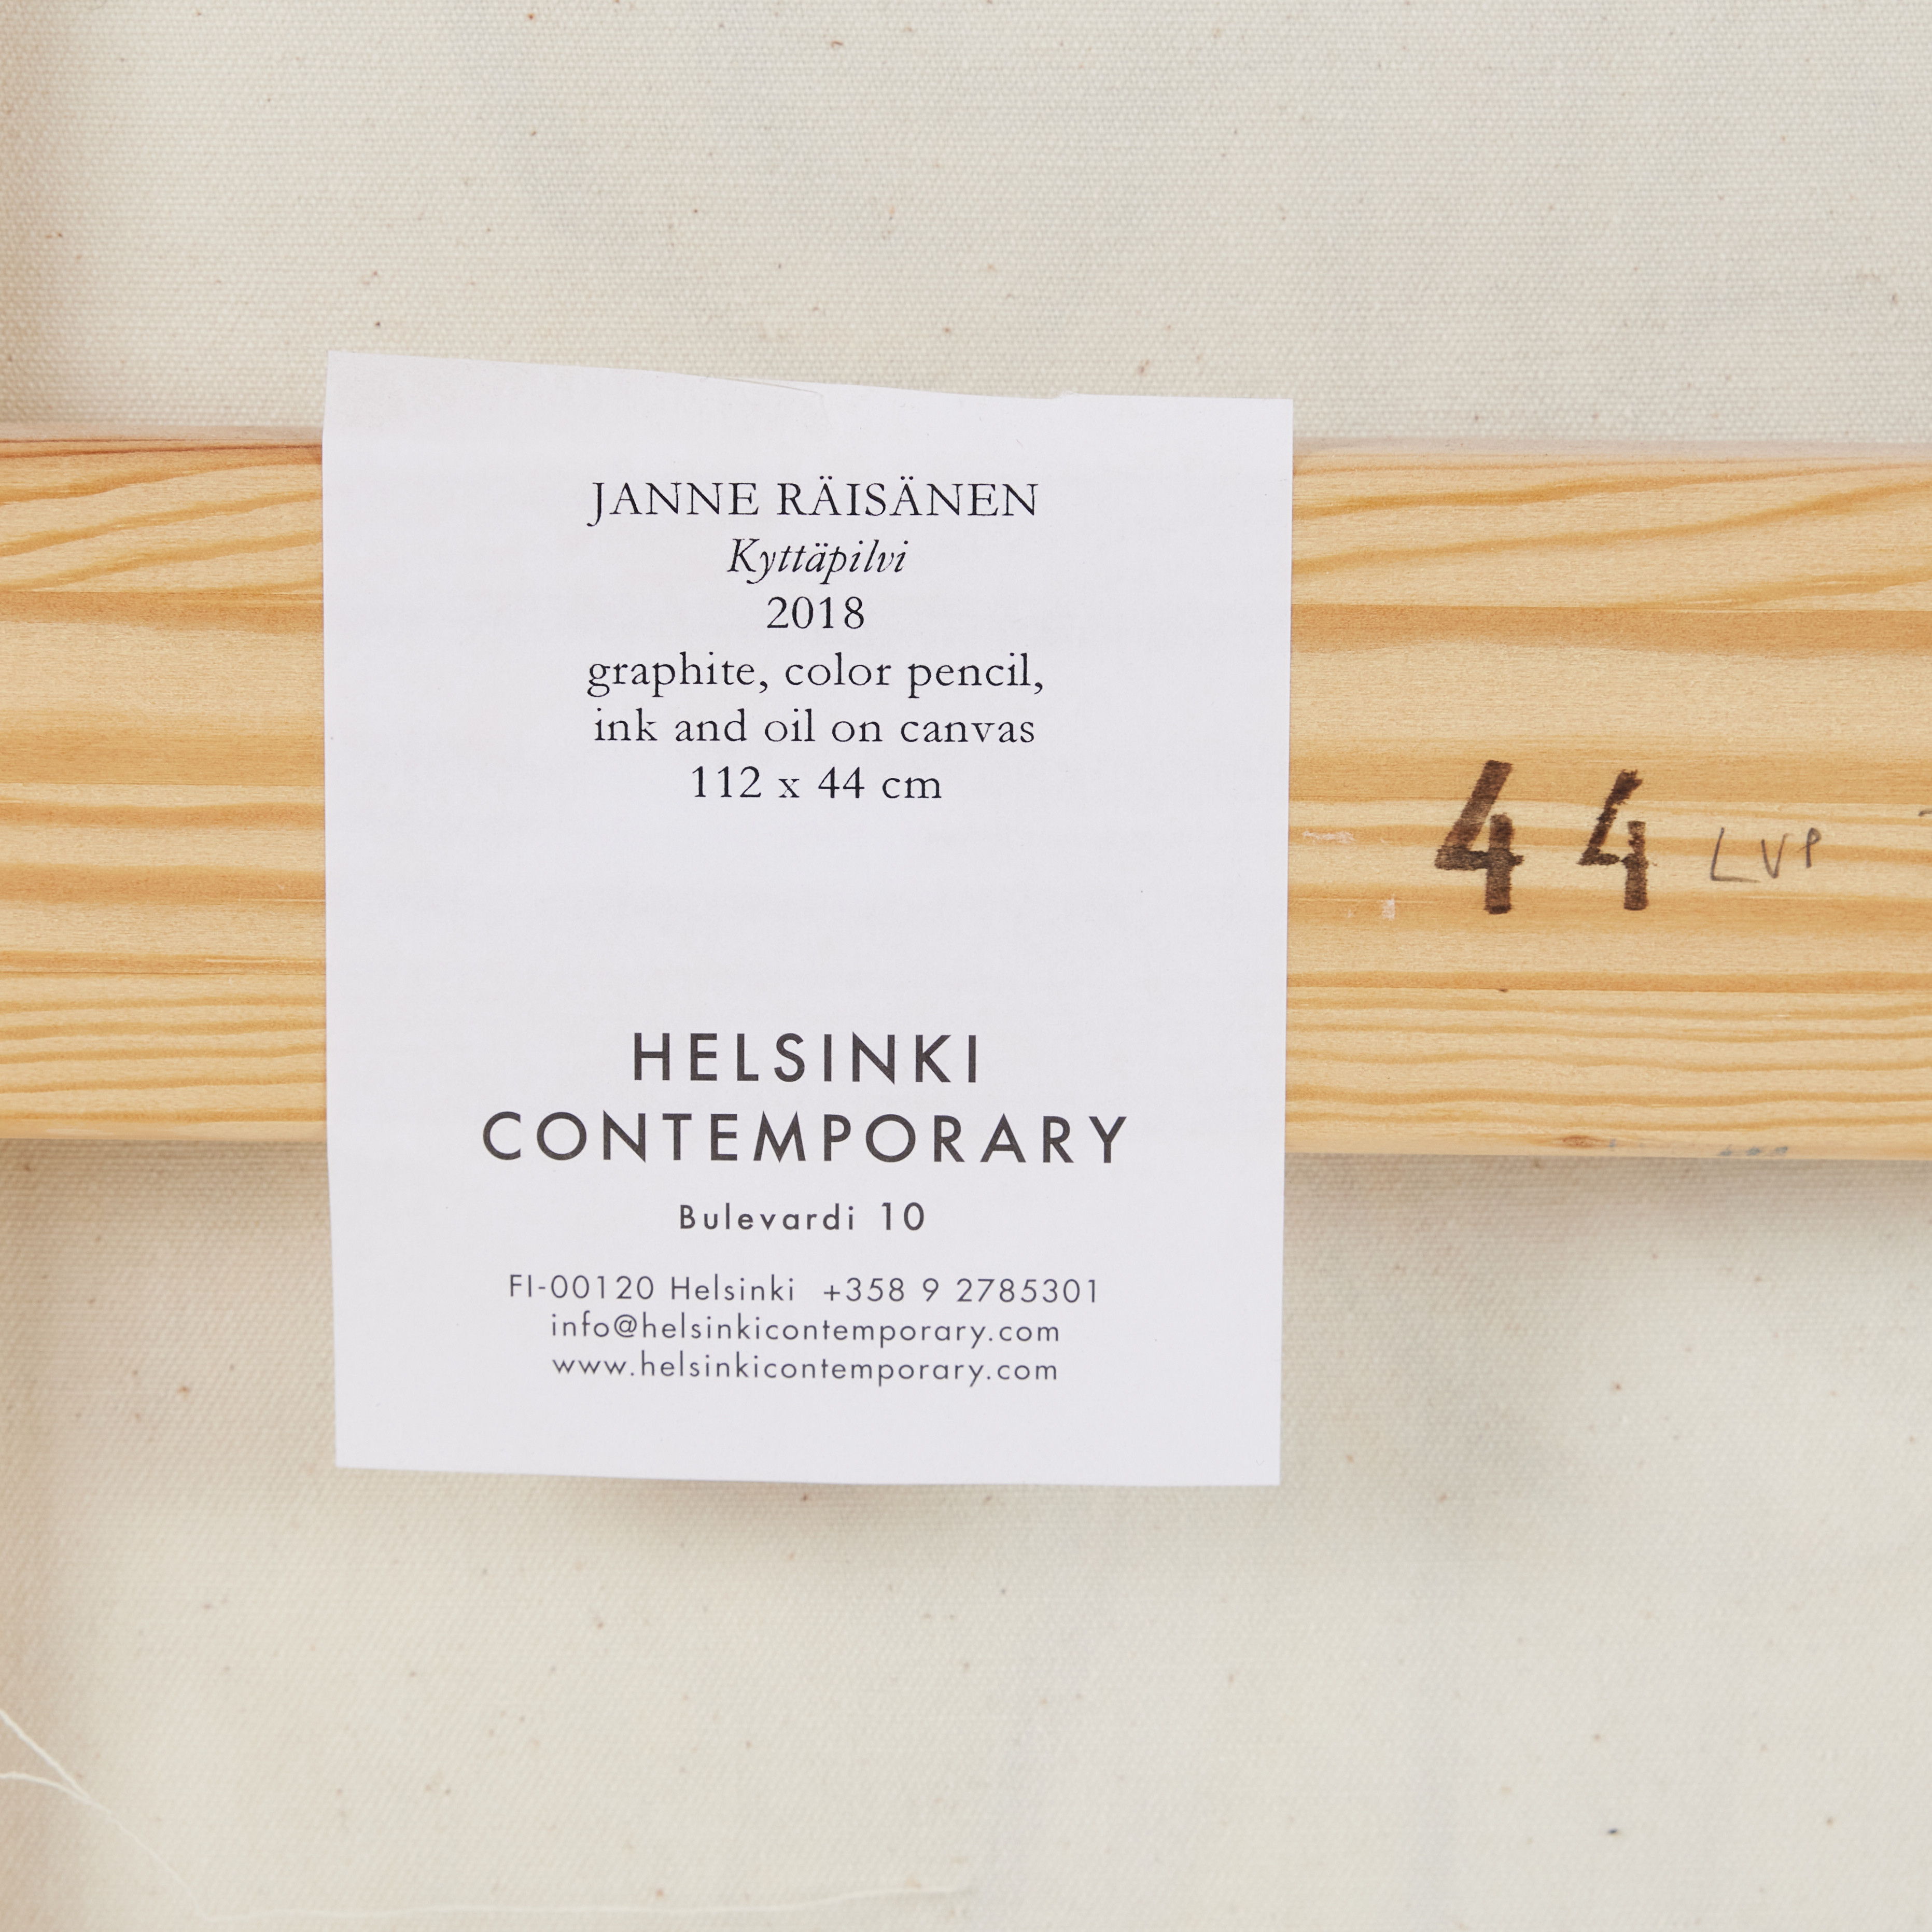 JANNE RÄISÄNEN
Kyttäpilvi
2018
graphite, color pencil,
ink and oil on canvas
112 x 44 cm
HELSINKI
CONTEMPORARY
Bulevardi 10
FI-00120 Helsinki +358 9 2785301
info@helsinkicontemporary.com
www.helsinkicontemporary.com
44 LVP